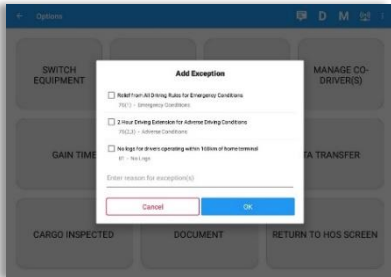 Options
D M
SWITCH EQUIPMENT
MANAGE CO-DRIVER(S)
Add Exception
Relief from All Driving Rules for Emergency Conditions
76(1) - Emergency Conditions
2 Hour Driving Extension for Adverse Driving Conditions
76(2,3) - Adverse Conditions
No logs for drivers operating within 160km of home terminal
81 - No Logs
GAIN TIME
TA TRANSFER
Enter reason for exception(s)
Cancel
OK
CARGO INSPECTED
DOCUMENT
RETURN TO HOS SCREEN